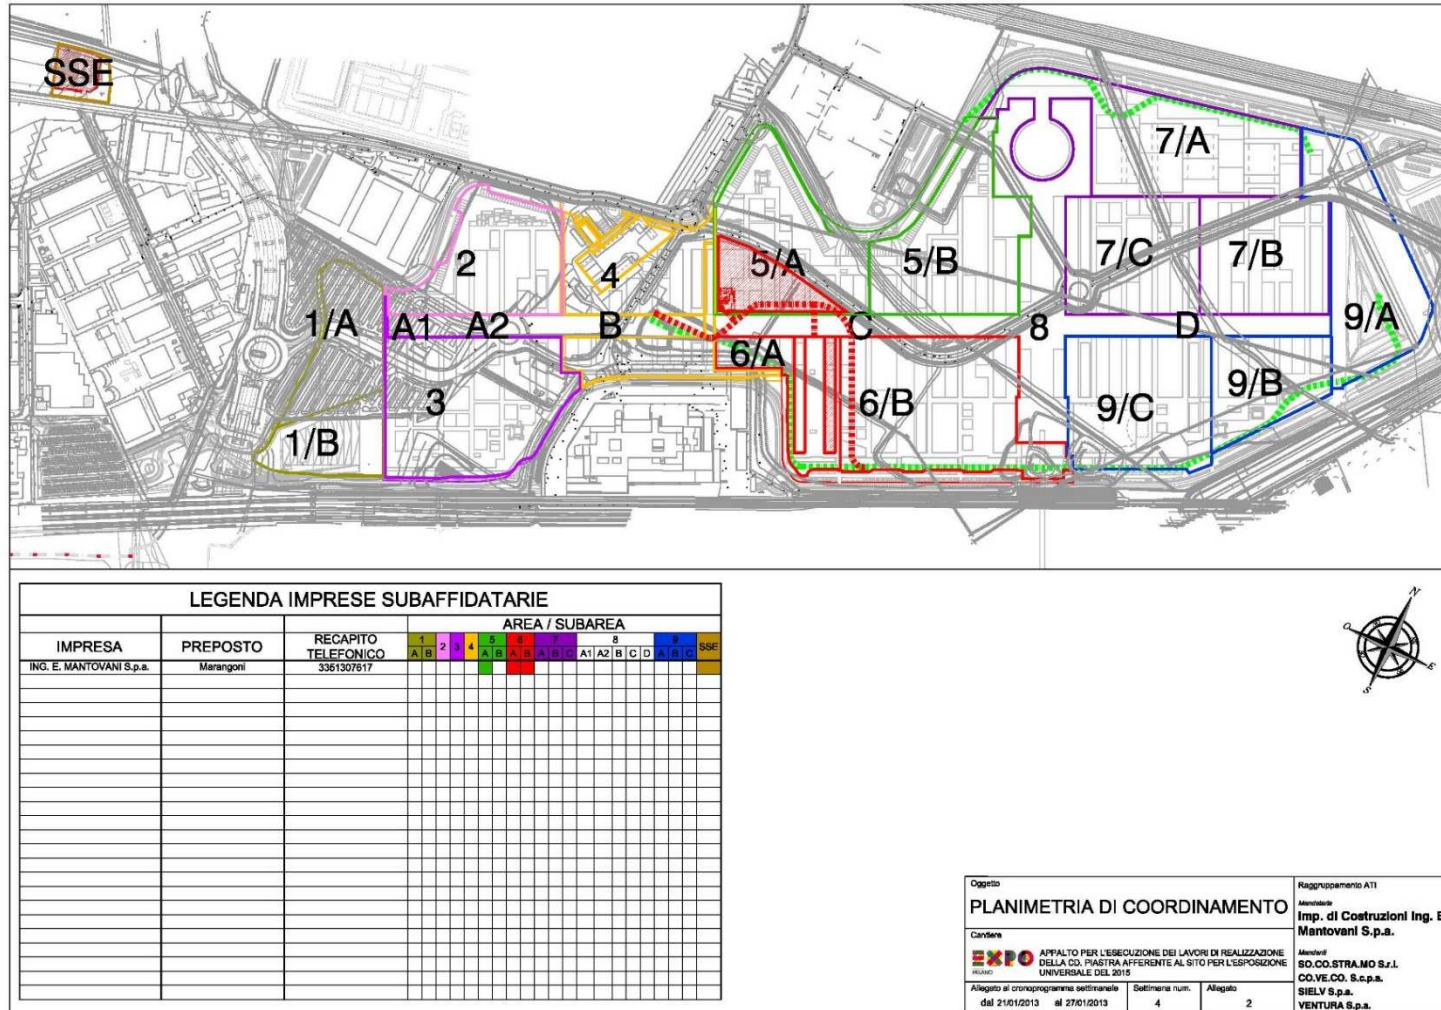 SSE
7/A
2
5/A
5/B
7/C
7/B
4
1/A
A1
A2
B
C
8
D
9/A
6/A
3
6/B
9/C
9/B
1/B
LEGENDA IMPRESE SUBAFFIDATARIE
IMPRESA
PREPOSTO
RECAPITO
TELEFONICO
AREA / SUBAREA
1 2 3 4 5 6 7 8 9 SSE
A B A B A B A B C A1 A2 B C D A B C
ING. E. MANTOVANI S.p.a. Marangoni 3351307617
N
O
E
S
Oggetto
PLANIMETRIA DI COORDINAMENTO
Cantiere
EXPO
MILANO
APPALTO PER L'ESECUZIONE DEI LAVORI DI REALIZZAZIONE
DELLA CD. PIASTRA AFFERENTE AL SITO PER L'ESPOSIZIONE
UNIVERSALE DEL 2015
Allegato al cronoprogramma settimanale
dal 21/01/2013 al 27/01/2013
Settimana num.
4
Allegato
2
Raggruppamento ATI
Mandataria
Imp. di Costruzioni Ing. E
Mantovani S.p.a.
Mandanti
SO.CO.STRA.MO S.r.l.
CO.VE.CO. S.c.p.a.
SIELV S.p.a.
VENTURA S.p.a.